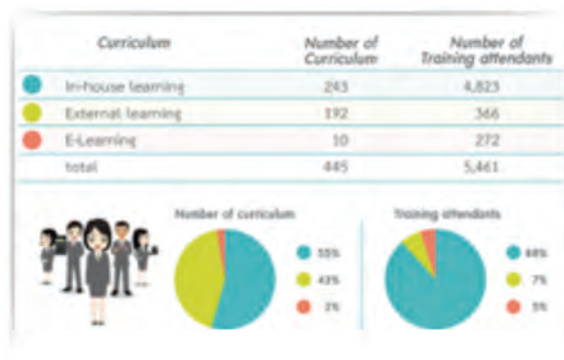 Curriculum Number of Curriculum Number of Training attendants
In-house learning 243 4,823
External learning 192 366
E-Learning 10 272
total 445 5,461
Number of curriculum
55%
43%
2%
Training attendants
88%
7%
5%